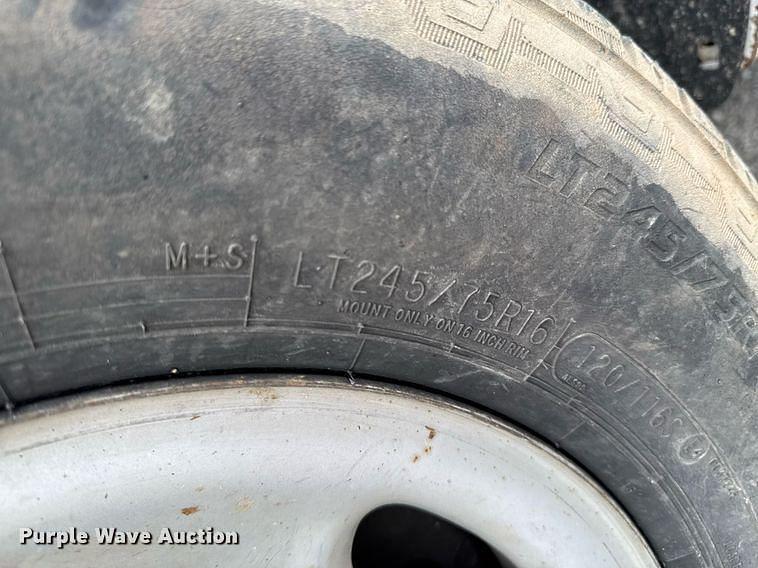 LT245/75R
M+S
LT245/75R16
MOUNT ONLY ON 16 INCH RIM
120/116
Purple Wave Auction